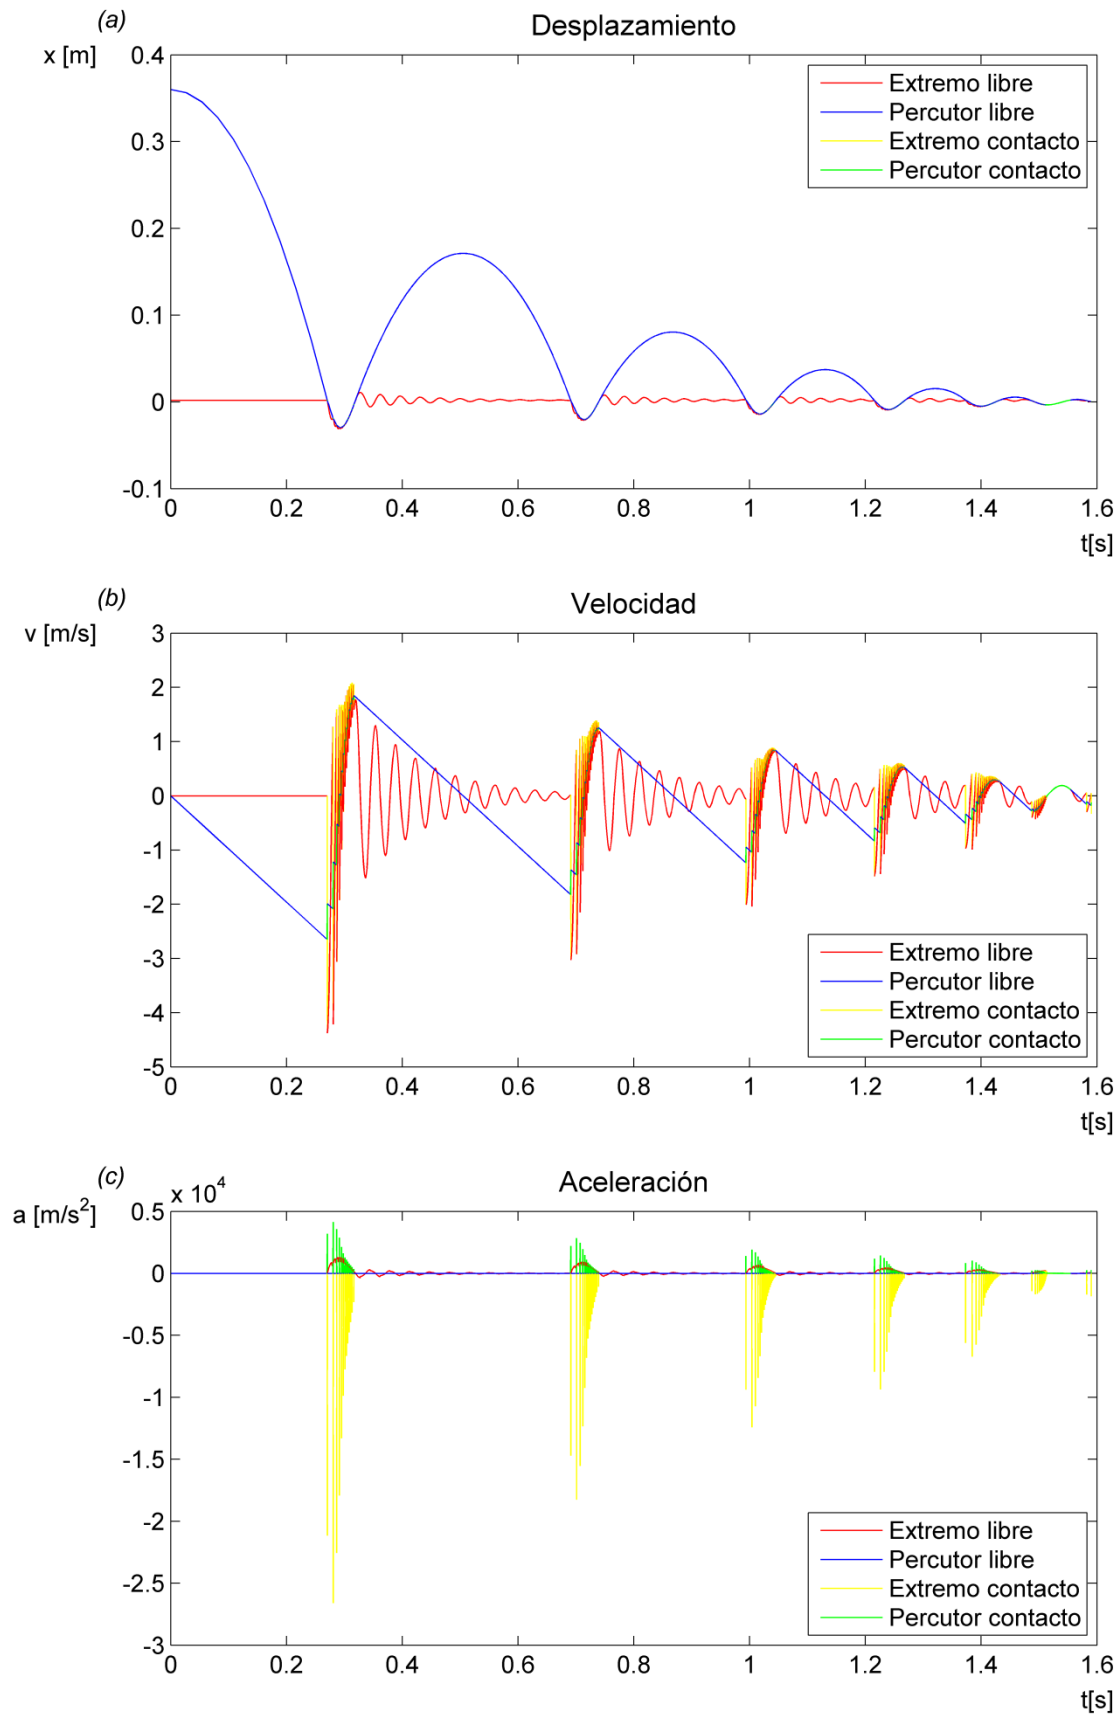 (a)
Desplazamiento
x [m]
0.4
0.3
0.2
0.1
0
-0.1
0 0.2 0.4 0.6 0.8 1 1.2 1.4 1.6
t[s]
Extremo libre
Percutor libre
Extremo contacto
Percutor contacto
(b)
Velocidad
v [m/s]
3
2
1
0
-1
-2
-3
-4
-5
0 0.2 0.4 0.6 0.8 1 1.2 1.4 1.6
t[s]
Extremo libre
Percutor libre
Extremo contacto
Percutor contacto
(c)
Aceleración
x 10^4
a [m/s^2]
0.5
0
-0.5
-1
-1.5
-2
-2.5
-3
0 0.2 0.4 0.6 0.8 1 1.2 1.4 1.6
t[s]
Extremo libre
Percutor libre
Extremo contacto
Percutor contacto